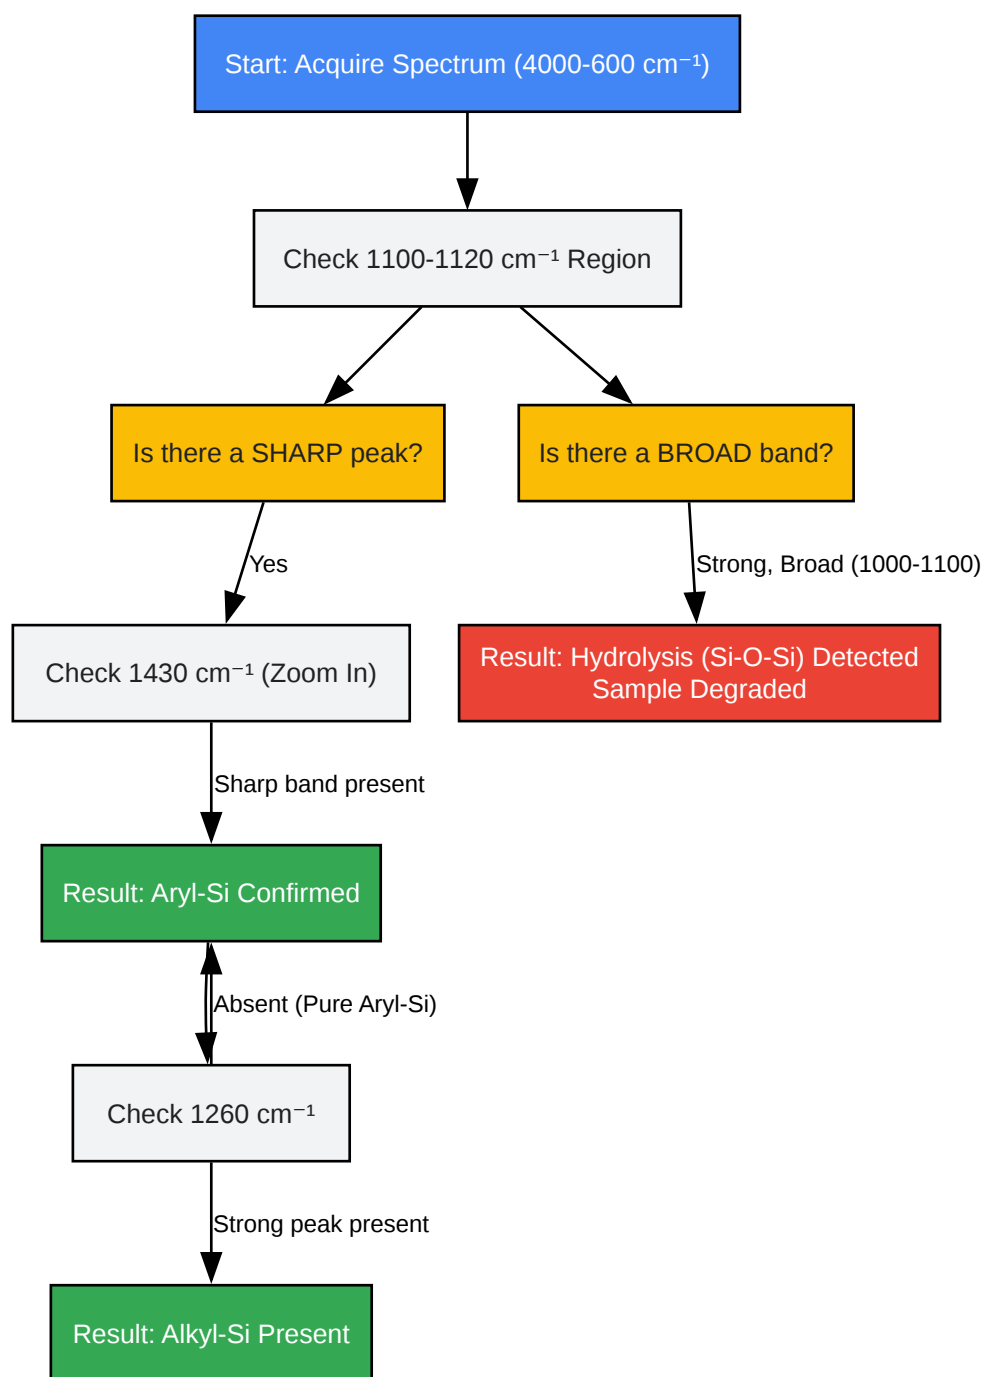 Start: Acquire Spectrum (4000-600 cm⁻¹)
Check 1100-1120 cm⁻¹ Region
Is there a SHARP peak?
Is there a BROAD band?
Yes
Strong, Broad (1000-1100)
Check 1430 cm⁻¹ (Zoom In)
Result: Hydrolysis (Si-O-Si) Detected
Sample Degraded
Sharp band present
Result: Aryl-Si Confirmed
Absent (Pure Aryl-Si)
Check 1260 cm⁻¹
Strong peak present
Result: Alkyl-Si Present